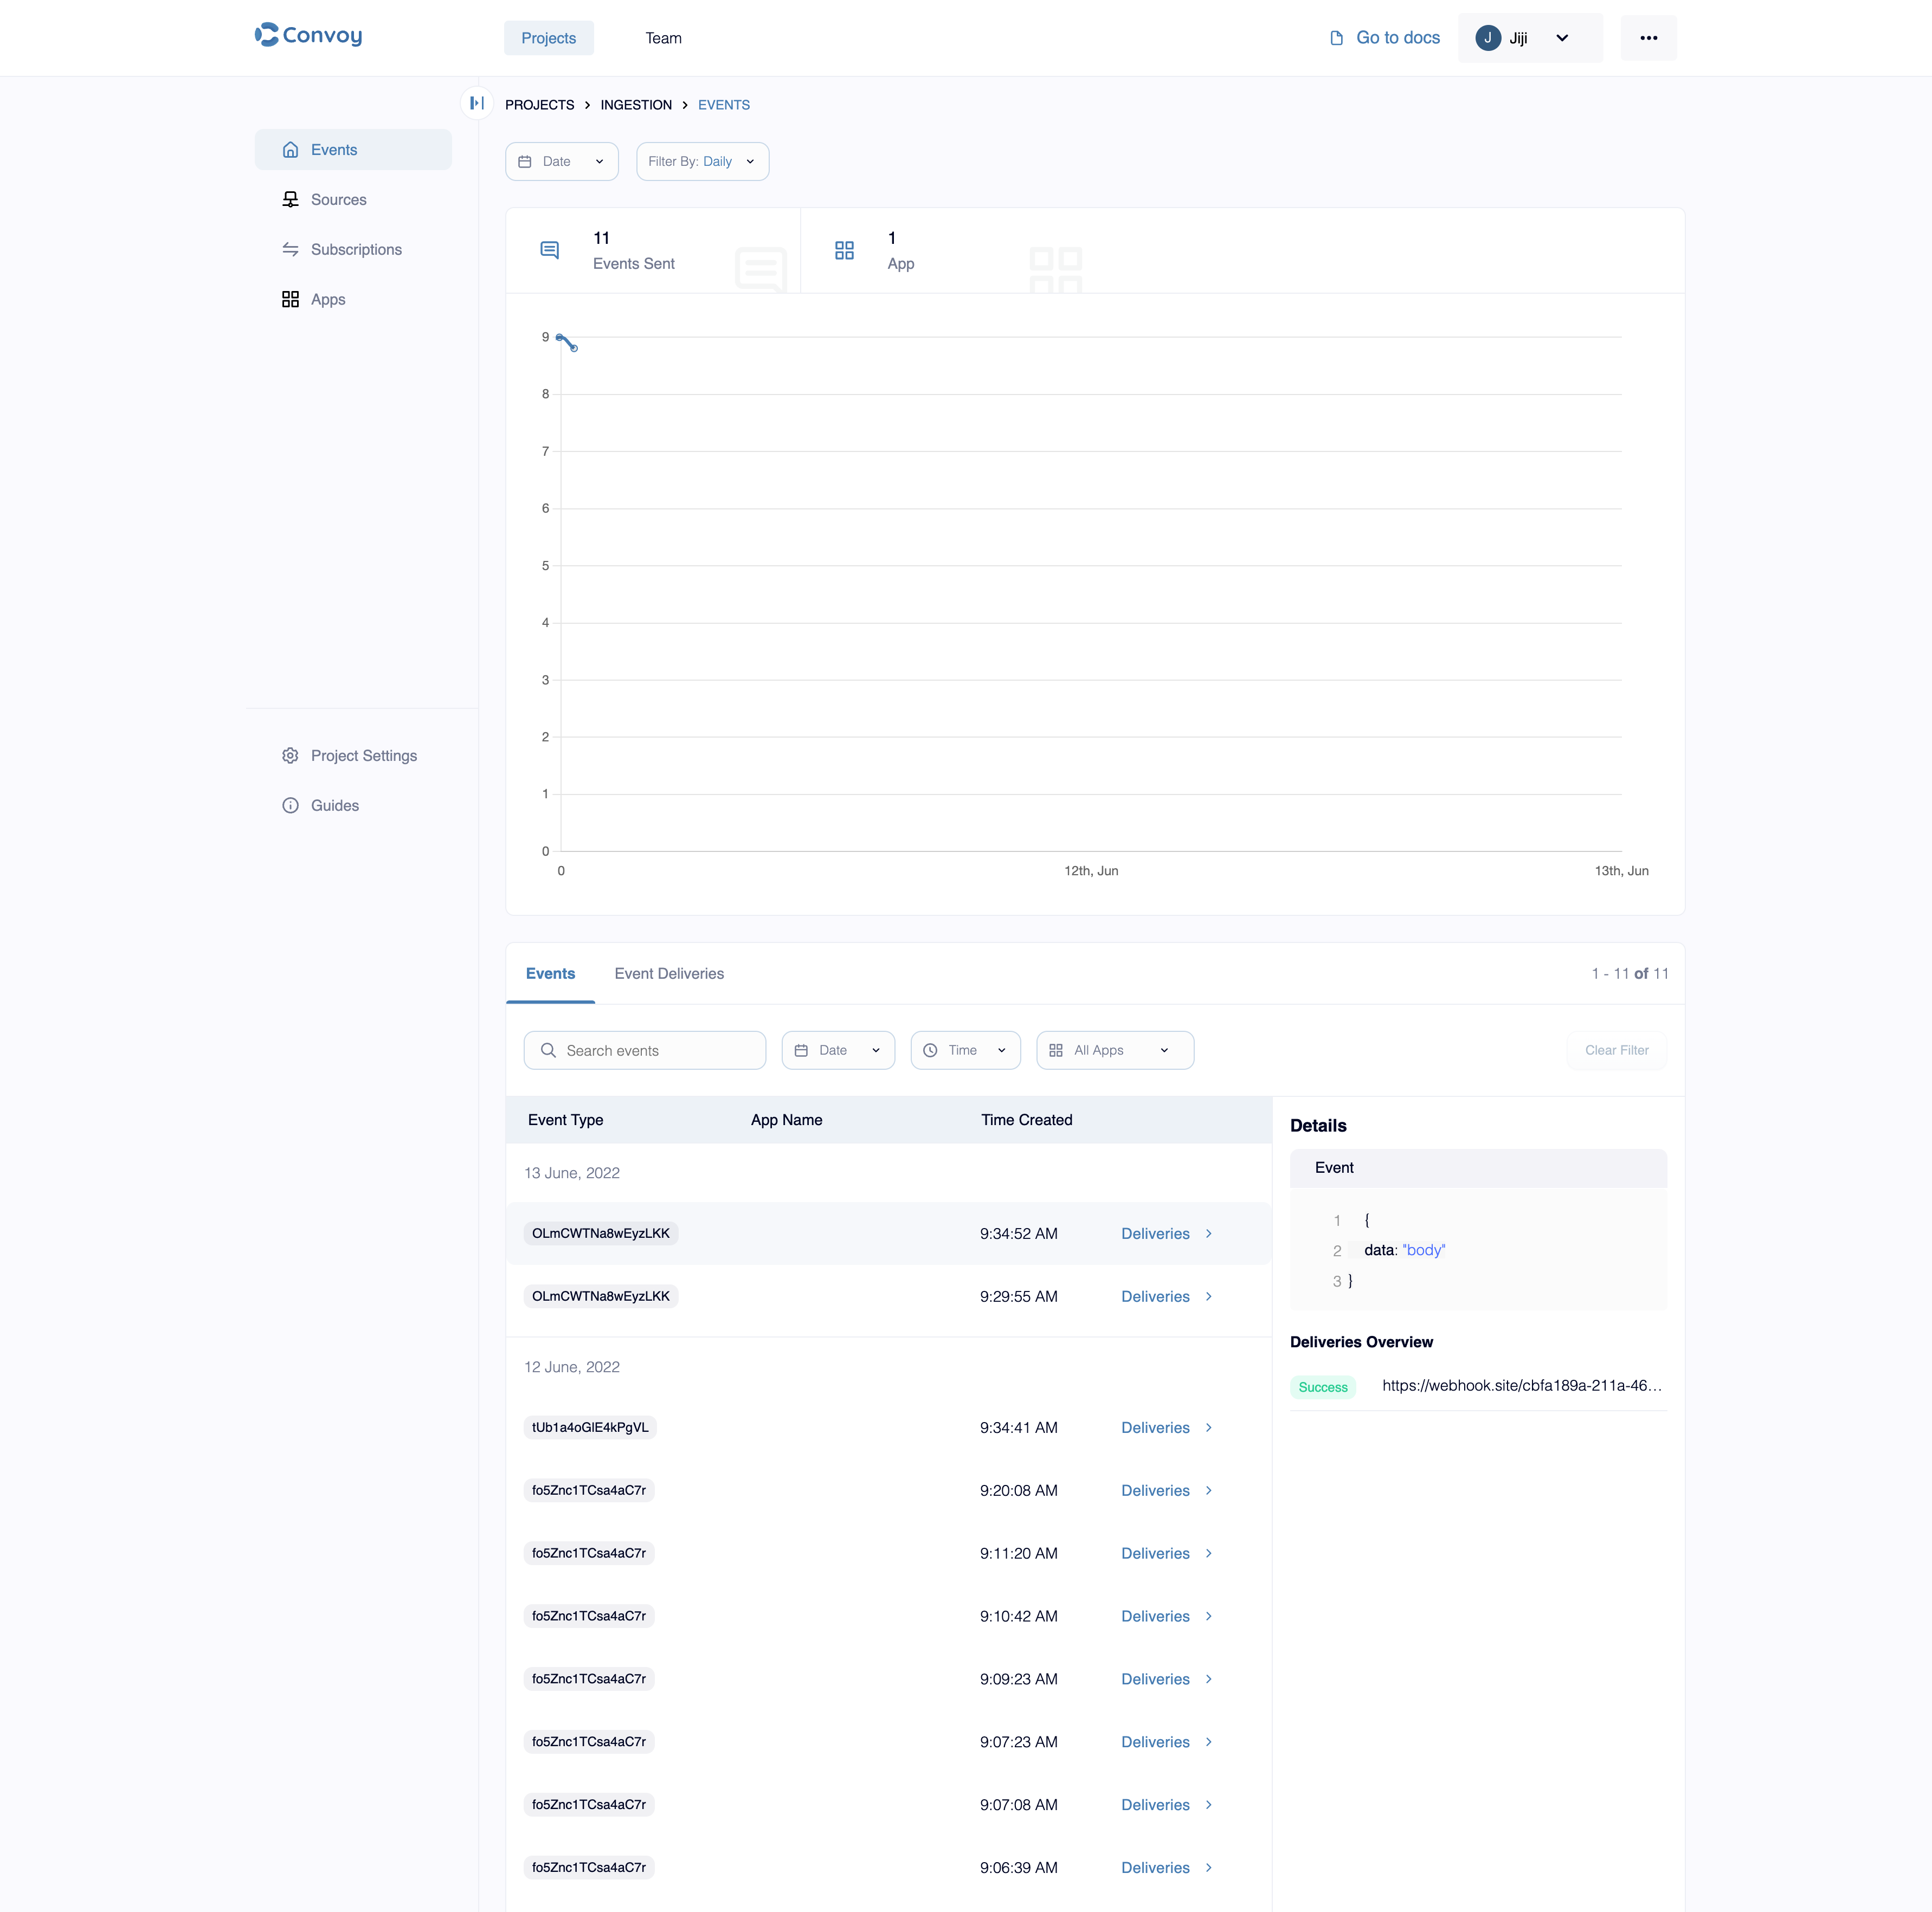 Convoy
Projects
Team
Go to docs
J
Jiji
PROJECTS > INGESTION > EVENTS
Events
Sources
Subscriptions
Apps
Project Settings
Guides
Date
Filter By: Daily
11
Events Sent
1
App
9
8
7
6
5
4
3
2
1
0
0
12th, Jun
13th, Jun
Events
Event Deliveries
1 - 11 of 11
Search events
Date
Time
All Apps
Clear Filter
Event Type App Name Time Created
13 June, 2022
OLmCWTNa8wEyzLKK 9:34:52 AM Deliveries
OLmCWTNa8wEyzLKK 9:29:55 AM Deliveries
12 June, 2022
tUb1a4oGlE4kPgVL 9:34:41 AM Deliveries
fo5Znc1TCsa4aC7r 9:20:08 AM Deliveries
fo5Znc1TCsa4aC7r 9:11:20 AM Deliveries
fo5Znc1TCsa4aC7r 9:10:42 AM Deliveries
fo5Znc1TCsa4aC7r 9:09:23 AM Deliveries
fo5Znc1TCsa4aC7r 9:07:23 AM Deliveries
fo5Znc1TCsa4aC7r 9:07:08 AM Deliveries
fo5Znc1TCsa4aC7r 9:06:39 AM Deliveries
Details
Event
1 {
2 data: "body"
3 }
Deliveries Overview
Success https://webhook.site/cbfa189a-211a-46...